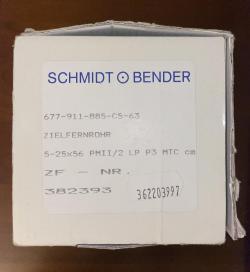 SCHMIDT BENDER
677-911-885-C5-63
ZIELFERNROHR
5-25x56 PMII/2 LP P3 MTC cm
ZF - NR.
382393
362203997